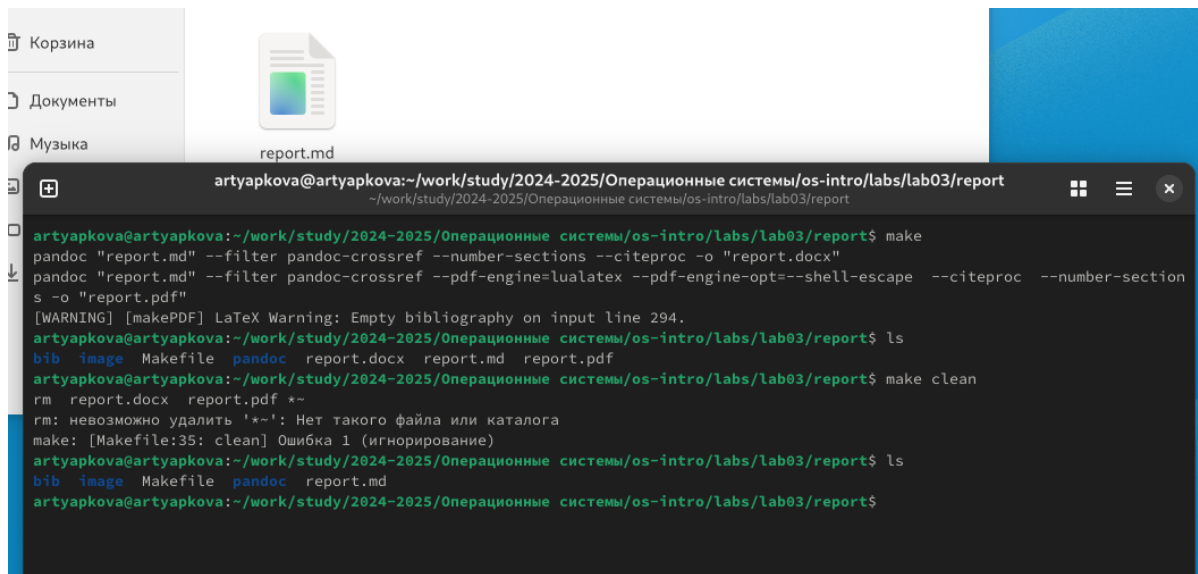 Корзина
Документы
Музыка
report.md
artyapkova@artyapkova:~/work/study/2024-2025/Операционные системы/os-intro/labs/lab03/report
~/work/study/2024-2025/Операционные системы/os-intro/labs/lab03/report
artyapkova@artyapkova:~/work/study/2024-2025/Операционные системы/os-intro/labs/lab03/report$ make
pandoc "report.md" --filter pandoc-crossref --number-sections --citeproc -o "report.docx"
pandoc "report.md" --filter pandoc-crossref --pdf-engine=lualatex --pdf-engine-opt=--shell-escape  --citeproc  --number-section
s -o "report.pdf"
[WARNING] [makePDF] LaTeX Warning: Empty bibliography on input line 294.
artyapkova@artyapkova:~/work/study/2024-2025/Операционные системы/os-intro/labs/lab03/report$ ls
bib  image  Makefile  pandoc  report.docx  report.md  report.pdf
artyapkova@artyapkova:~/work/study/2024-2025/Операционные системы/os-intro/labs/lab03/report$ make clean
rm  report.docx  report.pdf *~
rm: невозможно удалить '*~': Нет такого файла или каталога
make: [Makefile:35: clean] Ошибка 1 (игнорирование)
artyapkova@artyapkova:~/work/study/2024-2025/Операционные системы/os-intro/labs/lab03/report$ ls
bib  image  Makefile  pandoc  report.md
artyapkova@artyapkova:~/work/study/2024-2025/Операционные системы/os-intro/labs/lab03/report$